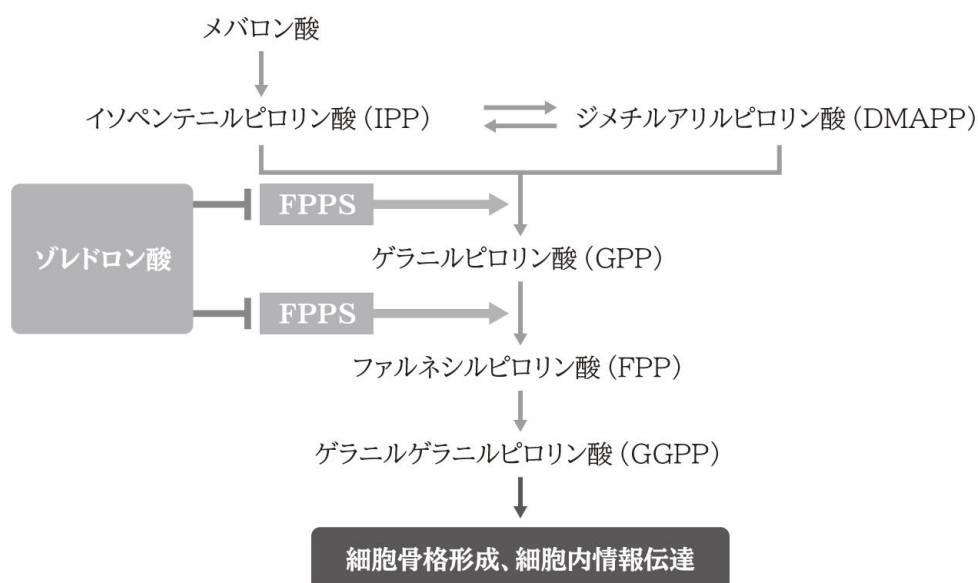 メバロン酸
イソペンテニルピロリン酸（IPP）
ジメチルアリルピロリン酸（DMAPP）
FPPS
ゾレドロン酸
ゲラニルピロリン酸（GPP）
FPPS
ファルネシルピロリン酸（FPP）
ゲラニルゲラニルピロリン酸（GGPP）
細胞骨格形成、細胞内情報伝達